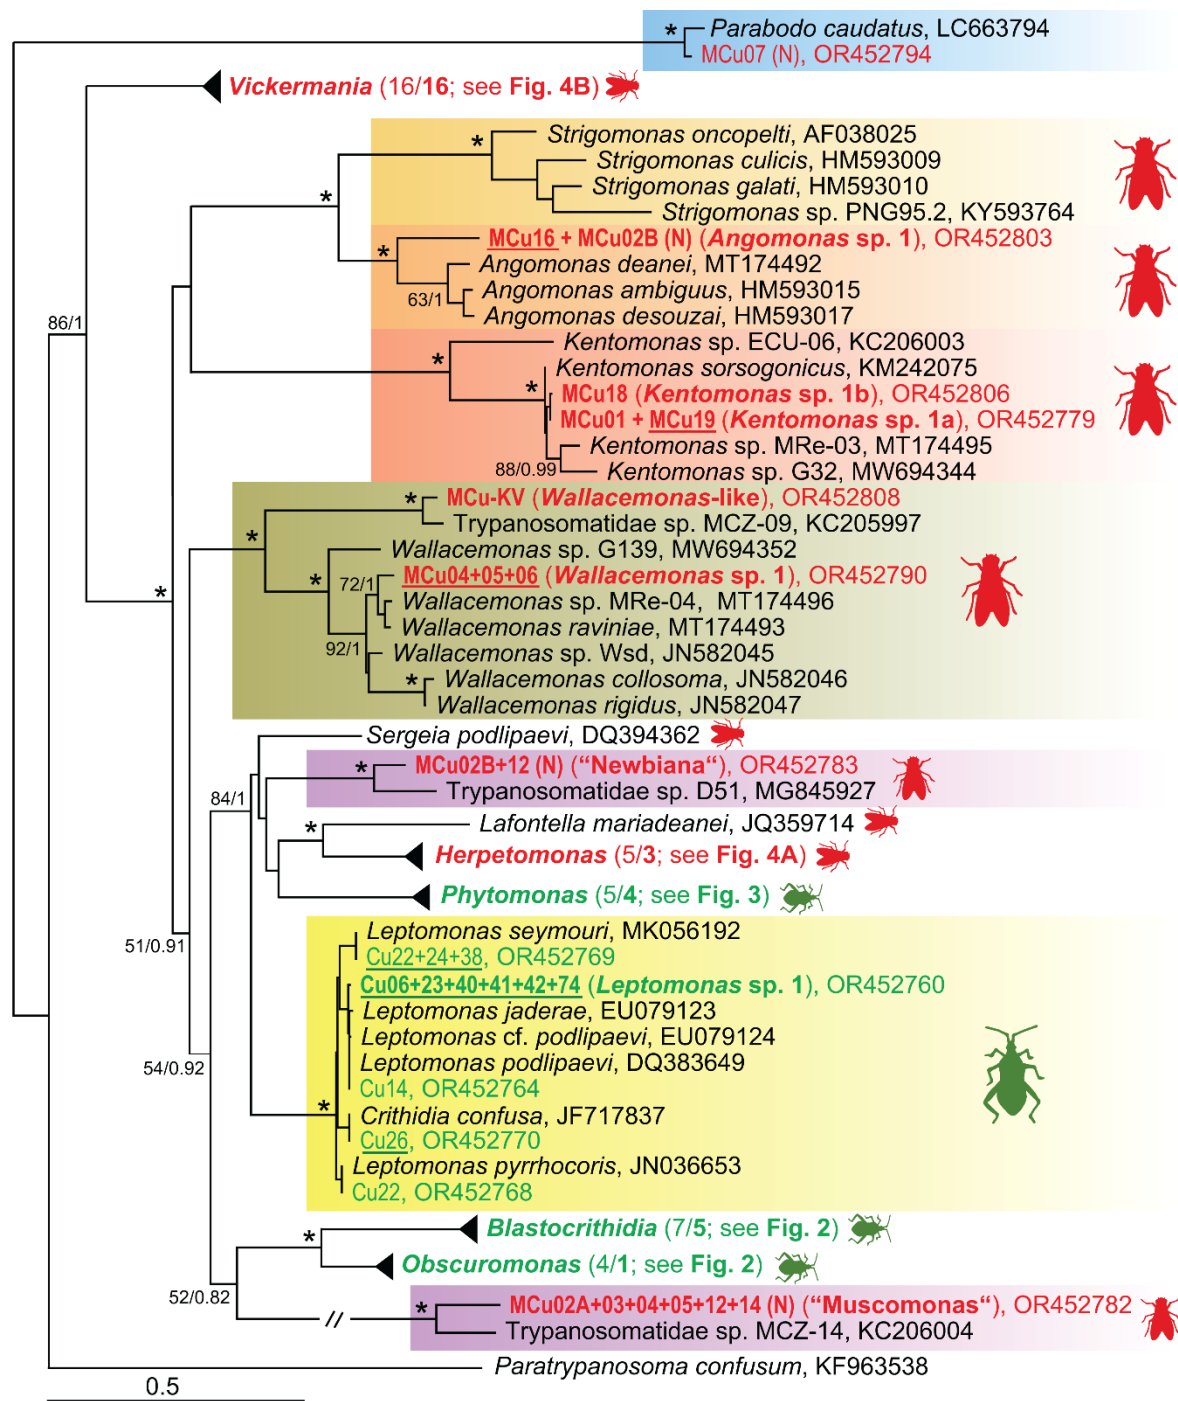 * Parabodo caudatus, LC663794
MCu07 (N), OR452794
Vickermania (16/16; see Fig. 4B)
* Strigomonas oncopelti, AF038025
Strigomonas culicis, HM593009
Strigomonas galati, HM593010
* Strigomonas sp. PNG95.2, KY593764
MCu16 + MCu02B (N) (Angomonas sp. 1), OR452803
* Angomonas deanei, MT174492
63/1 Angomonas ambiguus, HM593015
Angomonas desouzai, HM593017
86/1
Kentomonas sp. ECU-06, KC206003
* Kentomonas sorsogonicus, KM242075
* MCu18 (Kentomonas sp. 1b), OR452806
MCu01 + MCu19 (Kentomonas sp. 1a), OR452779
Kentomonas sp. MRe-03, MT174495
88/0.99 Kentomonas sp. G32, MW694344
* MCu-KV (Wallacemonas-like), OR452808
Trypanosomatidae sp. MCZ-09, KC205997
* Wallacemonas sp. G139, MW694352
* * 72/1 MCu04+05+06 (Wallacemonas sp. 1), OR452790
Wallacemonas sp. MRe-04, MT174496
Wallacemonas raviniae, MT174493
92/1 Wallacemonas sp. Wsd, JN582045
* Wallacemonas collosoma, JN582046
Wallacemonas rigidus, JN582047
Sergeia podlipaevi, DQ394362
* MCu02B+12 (N) ("Newbiana“), OR452783
84/1 Trypanosomatidae sp. D51, MG845927
* Lafontella mariadeanei, JQ359714
Herpetomonas (5/3; see Fig. 4A)
Phytomonas (5/4; see Fig. 3)
Leptomonas seymouri, MK056192
51/0.91 Cu22+24+38, OR452769
Cu06+23+40+41+42+74 (Leptomonas sp. 1), OR452760
Leptomonas jaderae, EU079123
Leptomonas cf. podlipaevi, EU079124
54/0.92 Leptomonas podlipaevi, DQ383649
Cu14, OR452764
* Crithidia confusa, JF717837
Cu26, OR452770
Leptomonas pyrrhocoris, JN036653
Cu22, OR452768
* Blastocrithidia (7/5; see Fig. 2)
Obscuromonas (4/1; see Fig. 2)
52/0.82
* MCu02A+03+04+05+12+14 (N) ("Muscomonas“), OR452782
// Trypanosomatidae sp. MCZ-14, KC206004
Paratrypanosoma confusum, KF963538
0.5